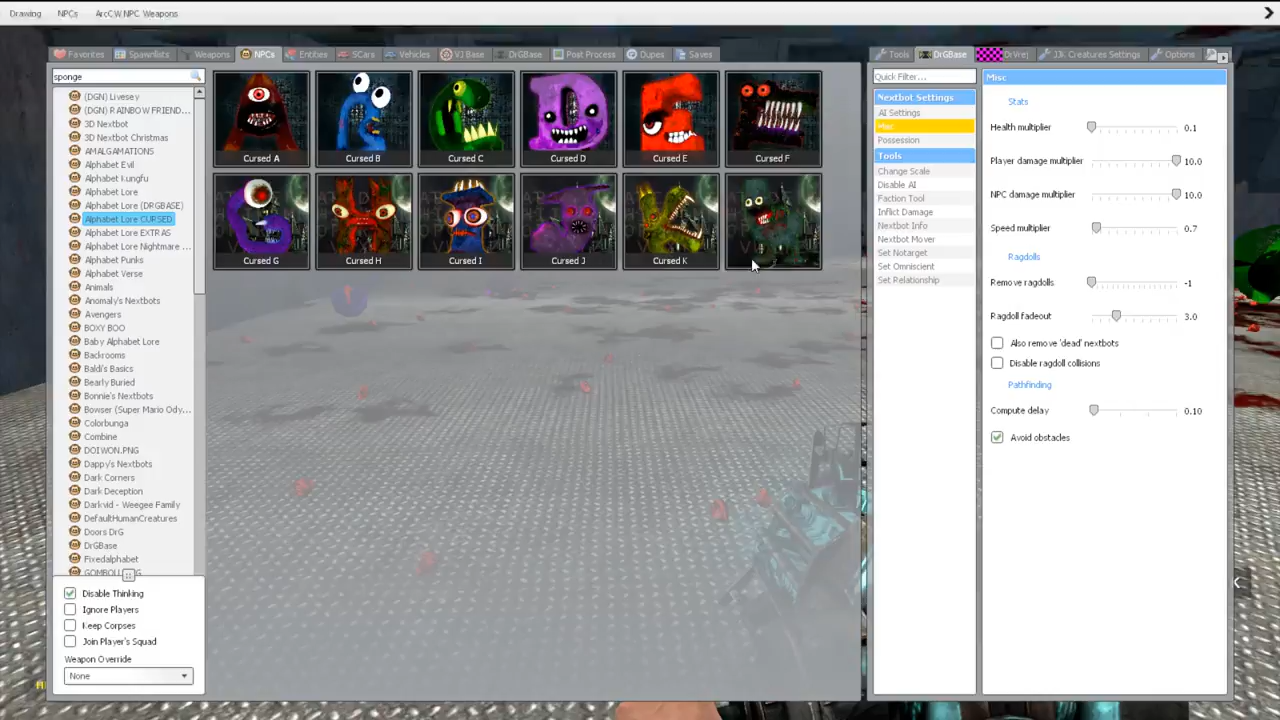 Drawing NPCs ArcCW NPC Weapons
Favorites Spawnlists Weapons NPCs Entities SCars Vehicles VJ Base DrGBase Post Process Dupes Saves
Tools DrGBase DrVrej JJk Creatures Settings Options
sponge
(DGN) Livesey
(DGN) RAINBOW FRIEND...
3D Nextbot
3D Nextbot Christmas
AMALGAMATIONS
Alphabet Evil
Alphabet Kungfu
Alphabet Lore
Alphabet Lore (DRGBASE)
Alphabet Lore CURSED
Alphabet Lore EXTRAS
Alphabet Lore Nightmare ...
Alphabet Punks
Alphabet Verse
Animals
Anomaly's Nextbots
Avengers
BOXY BOO
Baby Alphabet Lore
Backrooms
Baldi's Basics
Bearly Buried
Bonnie's Nextbots
Bowser (Super Mario Ody...
Colorbunga
Combine
DOIWON.PNG
Dappy's Nextbots
Dark Corners
Dark Deception
Darkvid - Weegee Family
DefaultHumanCreatures
Doors DrG
DrGBase
Fixedalphabet
Disable Thinking
Ignore Players
Keep Corpses
Join Player's Squad
Weapon Override
None
Cursed A Cursed B Cursed C Cursed D Cursed E Cursed F
Cursed G Cursed H Cursed I Cursed J Cursed K
Quick Filter...
Nextbot Settings
AI Settings
Misc
Possession
Tools
Change Scale
Disable AI
Faction Tool
Inflict Damage
Nextbot Info
Nextbot Mover
Set Notarget
Set Omniscient
Set Relationship
Misc
Stats
Health multiplier 0.1
Player damage multiplier 10.0
NPC damage multiplier 10.0
Speed multiplier 0.7
Ragdolls
Remove ragdolls -1
Ragdoll fadeout 3.0
Also remove 'dead' nextbots
Disable ragdoll collisions
Pathfinding
Compute delay 0.10
Avoid obstacles